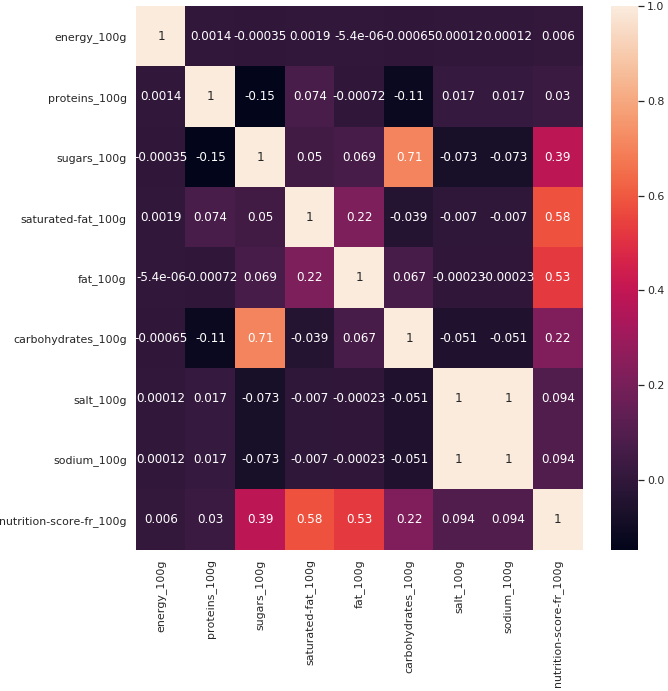 energy_100g 1 0.0014 -0.00035 0.0019 -5.4e-06 -0.00065 0.00012 0.00012 0.006
proteins_100g 0.0014 1 -0.15 0.074 -0.00072 -0.11 0.017 0.017 0.03
sugars_100g -0.00035 -0.15 1 0.05 0.069 0.71 -0.073 -0.073 0.39
saturated-fat_100g 0.0019 0.074 0.05 1 0.22 -0.039 -0.007 -0.007 0.58
fat_100g -5.4e-06 -0.00072 0.069 0.22 1 0.067 -0.00023 -0.00023 0.53
carbohydrates_100g -0.00065 -0.11 0.71 -0.039 0.067 1 -0.051 -0.051 0.22
salt_100g 0.00012 0.017 -0.073 -0.007 -0.00023 -0.051 1 1 0.094
sodium_100g 0.00012 0.017 -0.073 -0.007 -0.00023 -0.051 1 1 0.094
nutrition-score-fr_100g 0.006 0.03 0.39 0.58 0.53 0.22 0.094 0.094 1
energy_100g
proteins_100g
sugars_100g
saturated-fat_100g
fat_100g
carbohydrates_100g
salt_100g
sodium_100g
nutrition-score-fr_100g
1.0
0.8
0.6
0.4
0.2
0.0